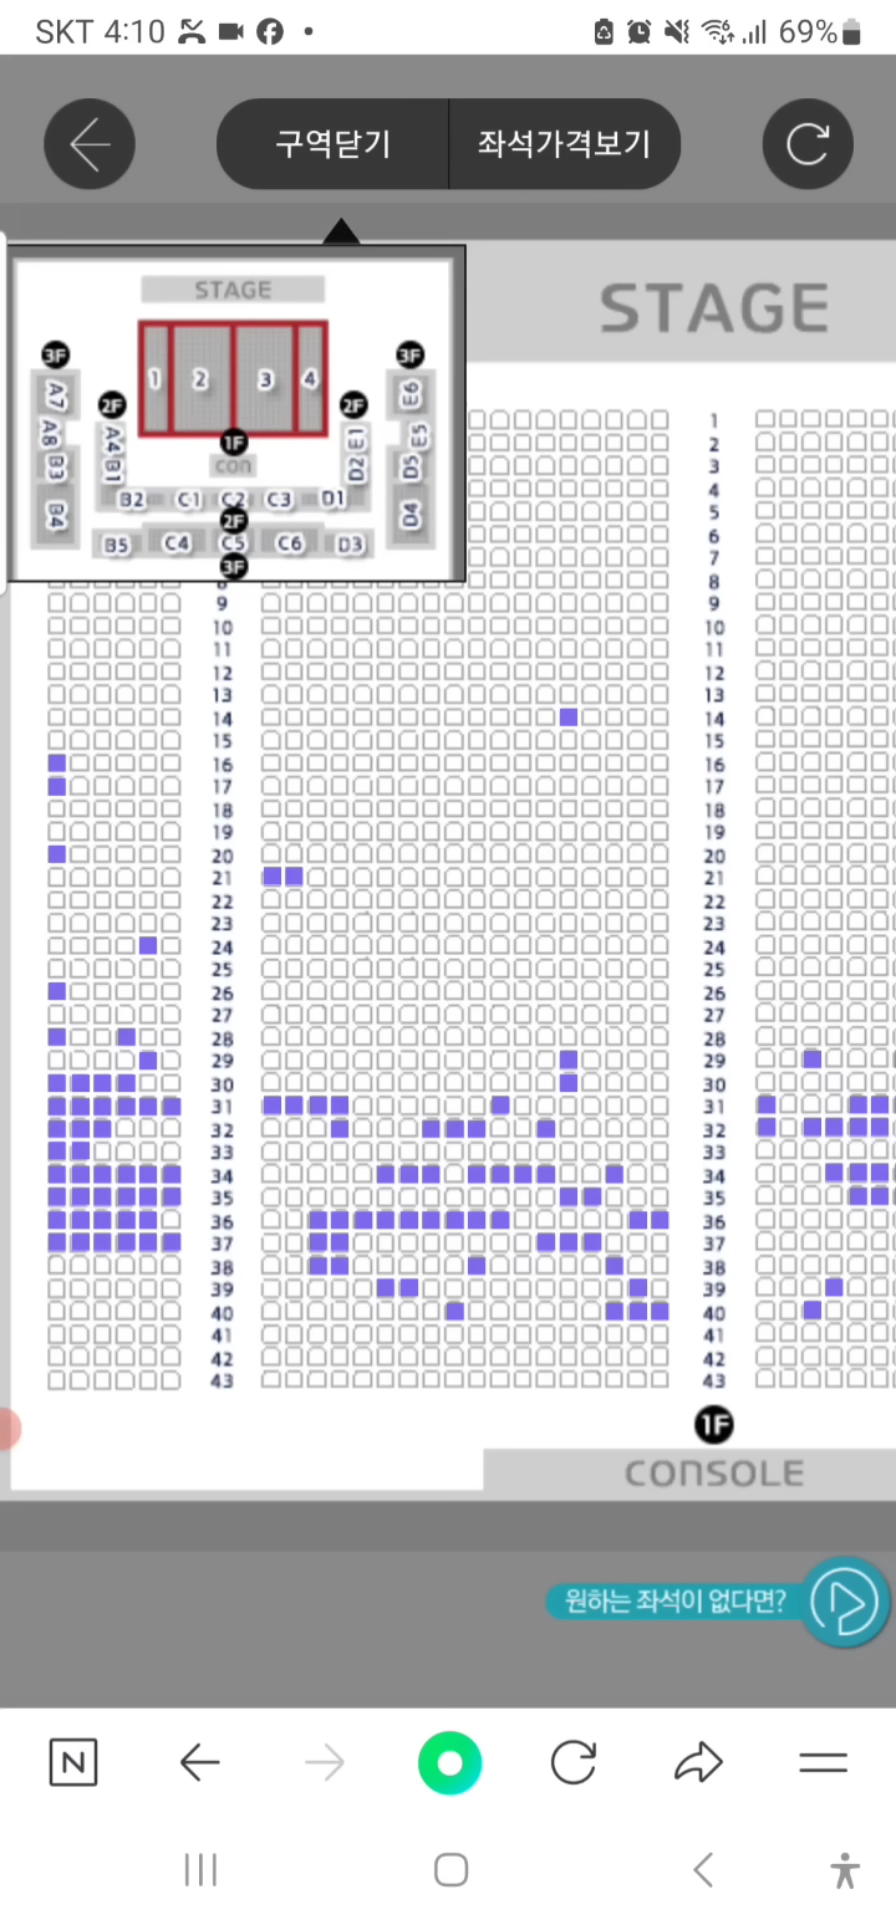 SKT 4:10 69%
구역닫기 좌석가격보기
STAGE
STAGE
3F 3F
1 2 3 4
A7 2F 2F E6
A8 A4 1F E1 E5
B3 B1 con D2 D5
B2 C1 C2 C3 D1
B4 2F D4
B5 C4 C5 C6 D3
3F
1
2
3
4
5
6
7
8
9 9
10 10
11 11
12 12
13 13
14 14
15 15
16 16
17 17
18 18
19 19
20 20
21 21
22 22
23 23
24 24
25 25
26 26
27 27
28 28
29 29
30 30
31 31
32 32
33 33
34 34
35 35
36 36
37 37
38 38
39 39
40 40
41 41
42 42
43 43
1F
CONSOLE
원하는 좌석이 없다면?
N